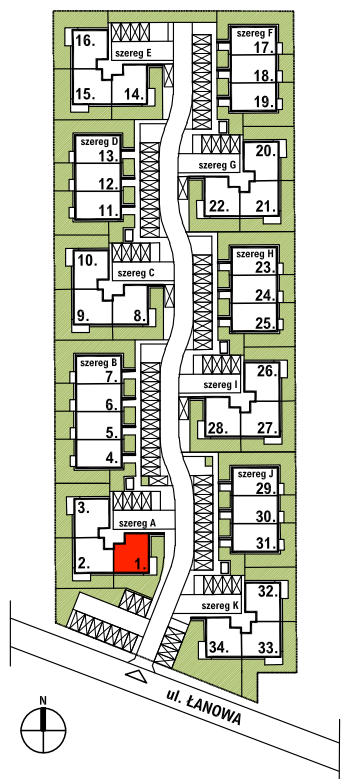 16.
szereg E
15.
14.
szereg F
17.
18.
19.
szereg D
13.
12.
11.
szereg G
20.
22.
21.
10.
szereg C
9.
8.
szereg H
23.
24.
25.
szereg B
7.
6.
5.
4.
26.
szereg I
28.
27.
3.
szereg A
2.
1.
szereg J
29.
30.
31.
32.
szereg K
34.
33.
ul. ŁANOWA
N